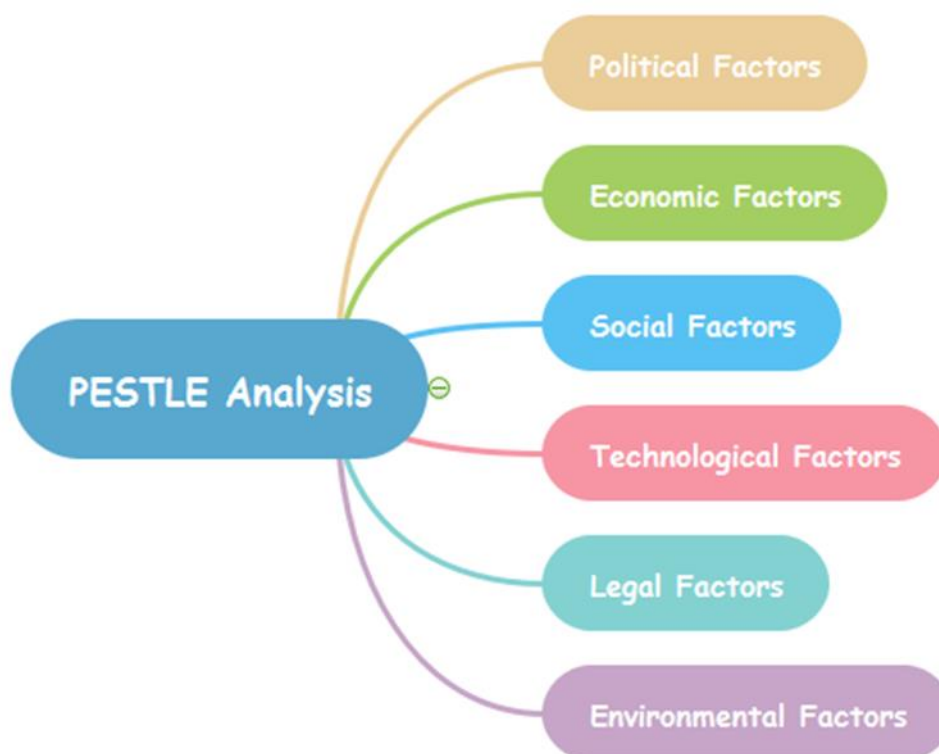 PESTLE Analysis
Political Factors
Economic Factors
Social Factors
Technological Factors
Legal Factors
Environmental Factors